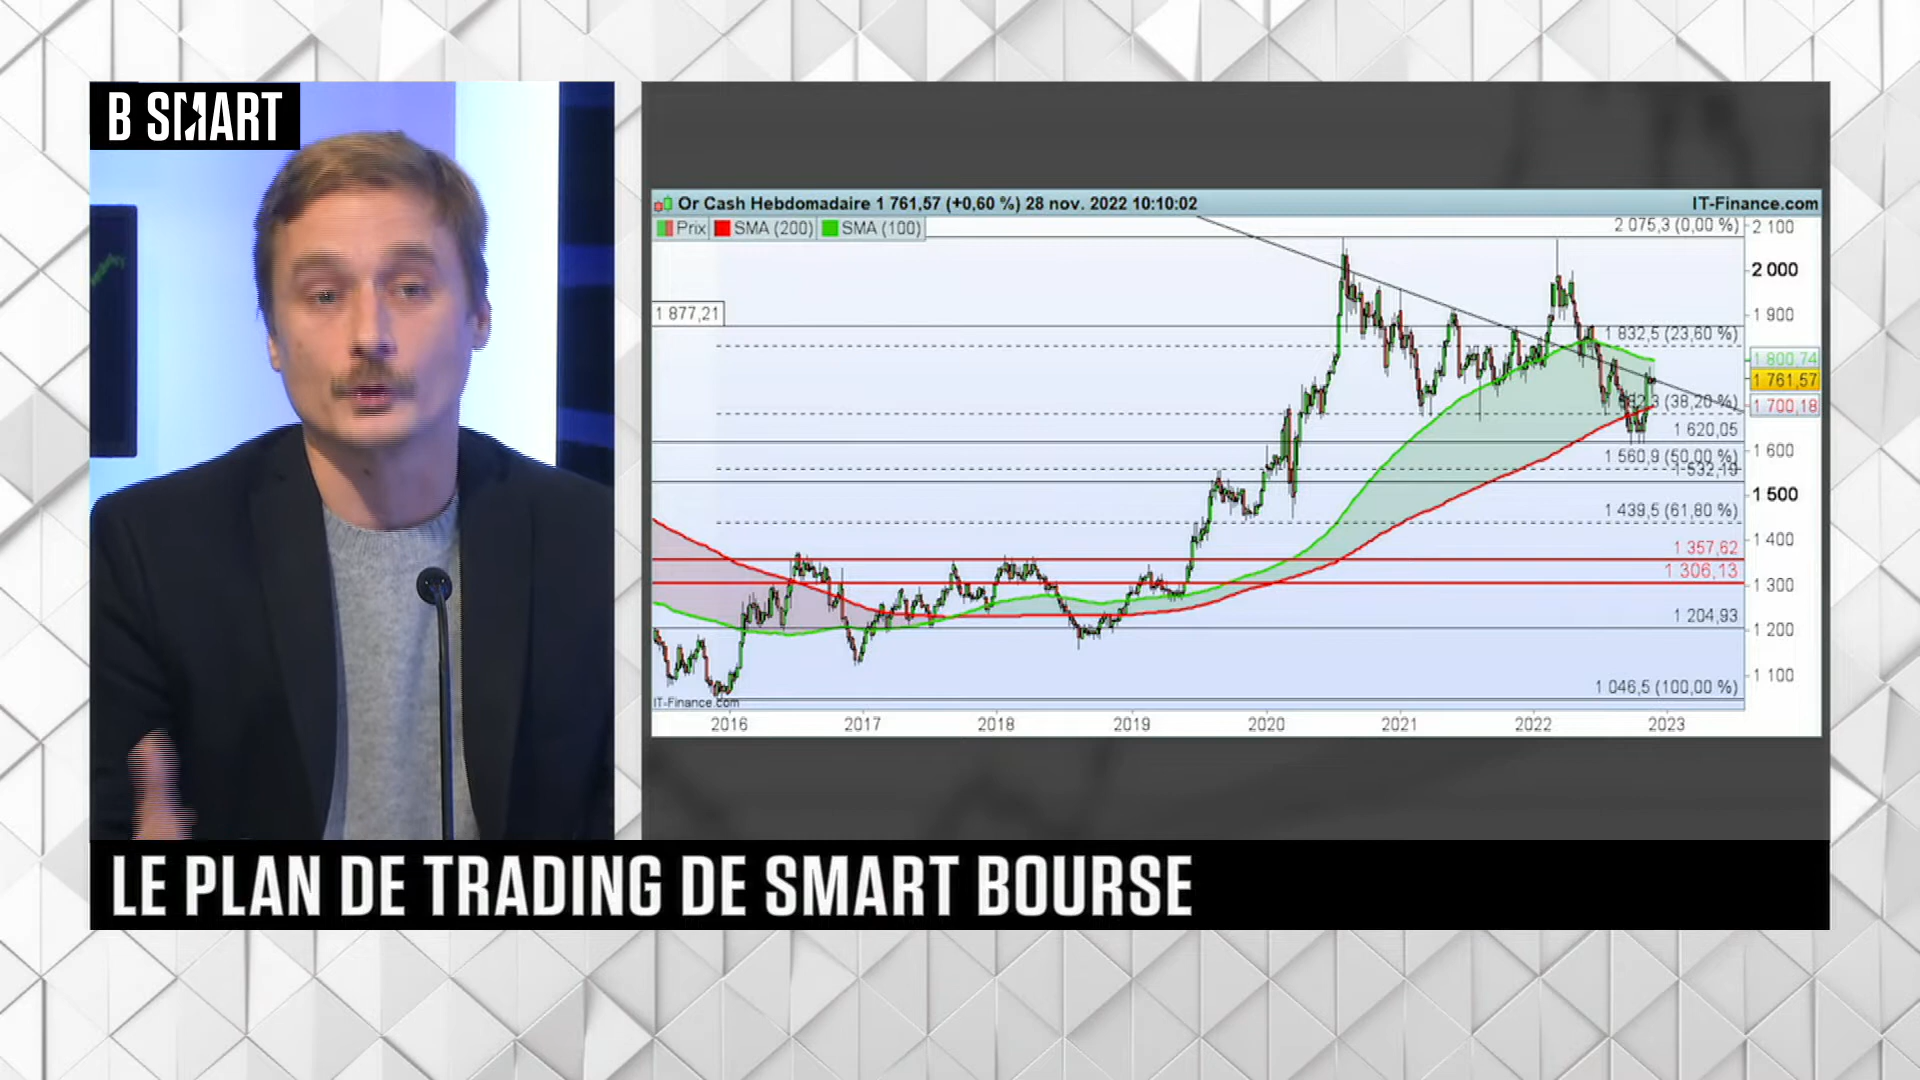 B SMART
Or Cash Hebdomadaire 1 761,57 (+0,60 %) 28 nov. 2022 10:10:02
IT-Finance.com
Prix SMA (200) SMA (100)
2 075,3 (0,00 %)
2 100
2 000
1 877,21
1 900
1 832,5 (23,60 %)
1 800,74
1 761,57
(38,20 %)
1 700,18
1 620,05
1 600
1 560,9 (50,00 %)
1 532,19
1 500
1 439,5 (61,80 %)
1 400
1 357,62
1 306,13
1 300
1 204,93
1 200
1 100
1 046,5 (100,00 %)
IT-Finance.com
2016 2017 2018 2019 2020 2021 2022 2023
LE PLAN DE TRADING DE SMART BOURSE